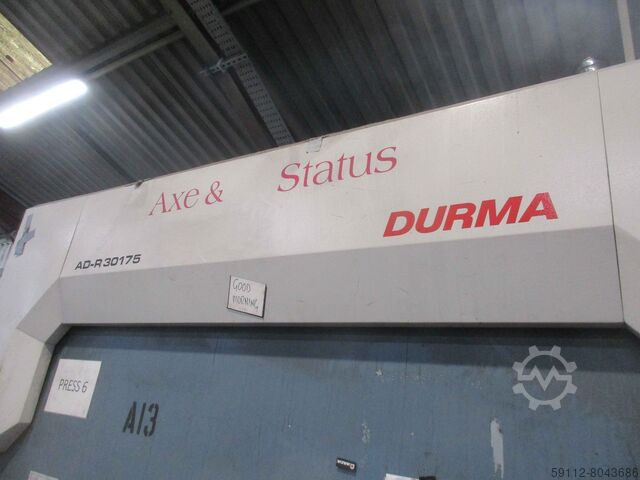 Axe & Status
DURMA
AD-R 30175
GOOD
MORNING
PRESS 6
A13
59112-8043686